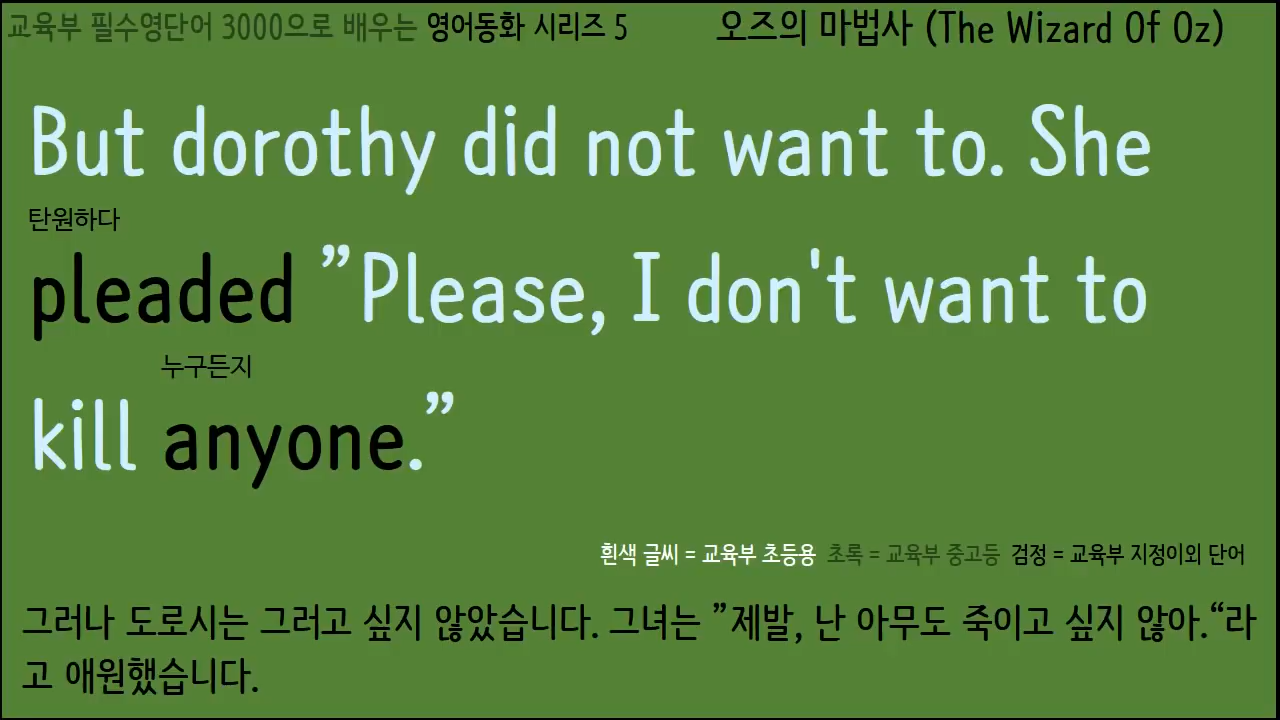 교육부 필수영단어 3000으로 배우는 영어동화 시리즈 5 오즈의 마법사 (The Wizard Of Oz)
But dorothy did not want to. She
탄원하다
pleaded ”Please, I don't want to
누구든지
kill anyone.”
흰색 글씨 = 교육부 초등용 초록 = 교육부 중고등 검정 = 교육부 지정이외 단어
그러나 도로시는 그러고 싶지 않았습니다. 그녀는 ”제발, 난 아무도 죽이고 싶지 않아.“라
고 애원했습니다.